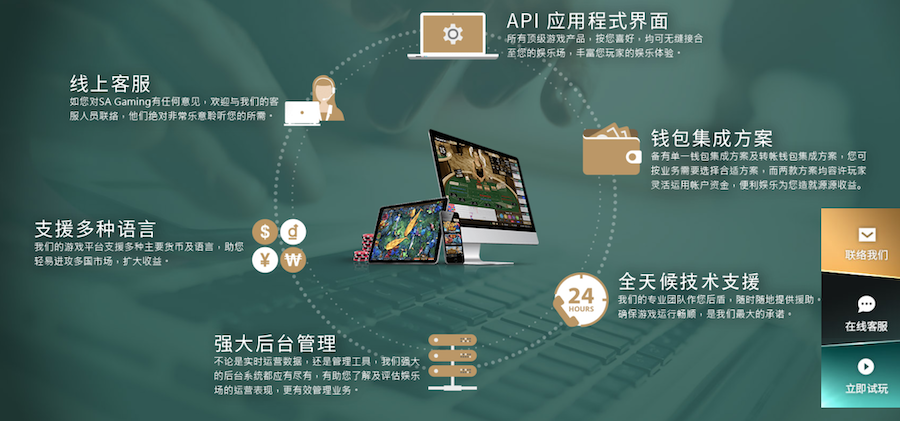 API 应用程式界面
所有顶级游戏产品，按您喜好，均可无缝接合
至您的娱乐场，丰富您玩家的娱乐体验。
线上客服
如您对SA Gaming有任何意见，欢迎与我们的客
服人员联络，他们绝对非常乐意聆听您的所需。
钱包集成方案
备有单一钱包集成方案及转帐钱包集成方案，您可
按业务需要选择合适方案，而两款方案均容许玩家
灵活运用帐户资金，便利娱乐为您造就源源收益。
支援多种语言
我们的游戏平台支援多种主要货币及语言，助您
轻易进攻多国市场，扩大收益。
$ ₫
¥ ₩
全天候技术支援
我们的专业团队作您后盾，随时随地提供援助，
确保游戏运行畅顺，是我们最大的承诺。
24
HOURS
强大后台管理
不论是实时运营数据，还是管理工具，我们强大
的后台系统都应有尽有，有助您了解及评估娱乐
场的运营表现，更有效管理业务。
联络我们
在线客服
立即试玩